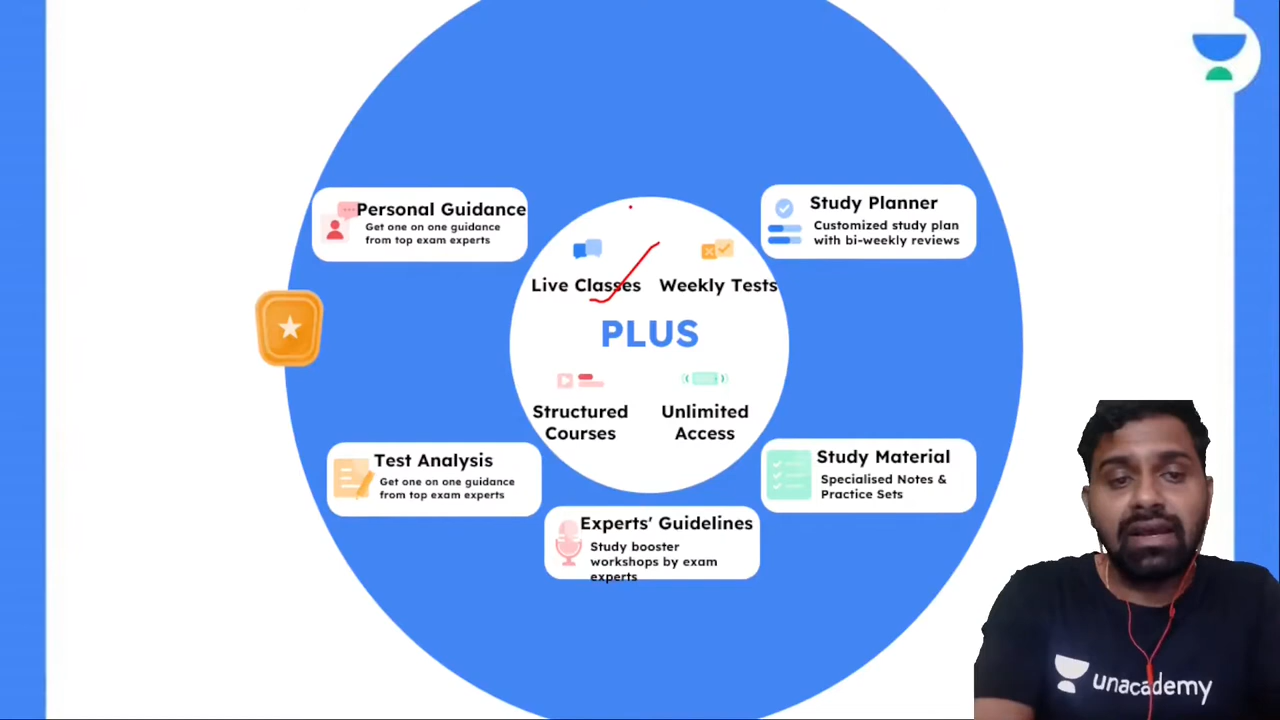 Personal Guidance
Get one on one guidance
from top exam experts
Study Planner
Customized study plan
with bi-weekly reviews
Live Classes
Weekly Tests
PLUS
Structured
Courses
Unlimited
Access
Test Analysis
Get one on one guidance
from top exam experts
Study Material
Specialised Notes &
Practice Sets
Experts' Guidelines
Study booster
workshops by exam
experts
unacademy